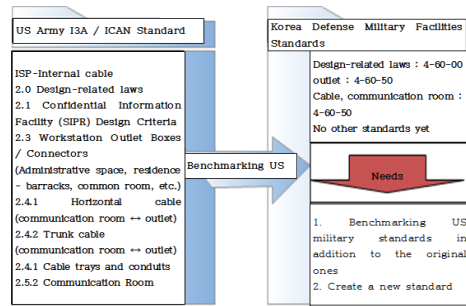 US Army I3A / ICAN Standard
ISP-Internal cable
2.0 Design-related laws
2.1 Confidential Information
Facility (SIPR) Design Criteria
2.3 Workstation Outlet Boxes
/ Connectors
(Administrative space, residence
- barracks, common room, etc.)
2.4.1 Horizontal cable
(communication room ↔ outlet)
2.4.2 Trunk cable
(communication room ↔ outlet)
2.4.1 Cable trays and conduits
2.5.2 Communication Room
Benchmarking US
Korea Defense Military Facilities
Standards
Design-related laws : 4-60-00
outlet : 4-60-50
Cable, communication room :
4-60-50
No other standards yet
Needs
1. Benchmarking US
military standards in
addition to the original
ones
2. Create a new standard